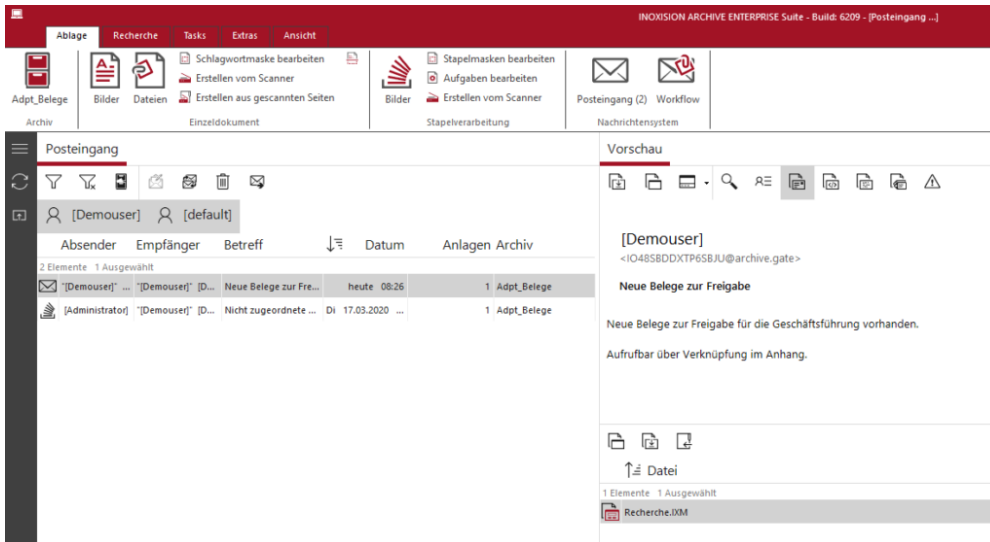 INOXISION ARCHIVE ENTERPRISE Suite - Build: 6209 - [Posteingang ...]
Ablage Recherche Tasks Extras Ansicht
Adpt_Belege
Archiv
Bilder Dateien
Schlagwortmaske bearbeiten
Erstellen vom Scanner
Erstellen aus gescannten Seiten
Einzeldokument
Bilder
Stapelmasken bearbeiten
Aufgaben bearbeiten
Erstellen vom Scanner
Stapelverarbeitung
Posteingang (2) Workflow
Nachrichtensystem
Posteingang
[Demouser] [default]
Absender Empfänger Betreff Datum Anlagen Archiv
2 Elemente 1 Ausgewählt
"[Demouser]" ... "[Demouser]" [D... Neue Belege zur Fre... heute 08:26 1 Adpt_Belege
[Administrator] "[Demouser]" [D... Nicht zugeordnete ... Di 17.03.2020 ... 1 Adpt_Belege
Vorschau
[Demouser]
<IO48SBDDXTP6SBJU@archive.gate>
Neue Belege zur Freigabe
Neue Belege zur Freigabe für die Geschäftsführung vorhanden.
Aufrufbar über Verknüpfung im Anhang.
Datei
1 Elemente 1 Ausgewählt
Recherche.IXM